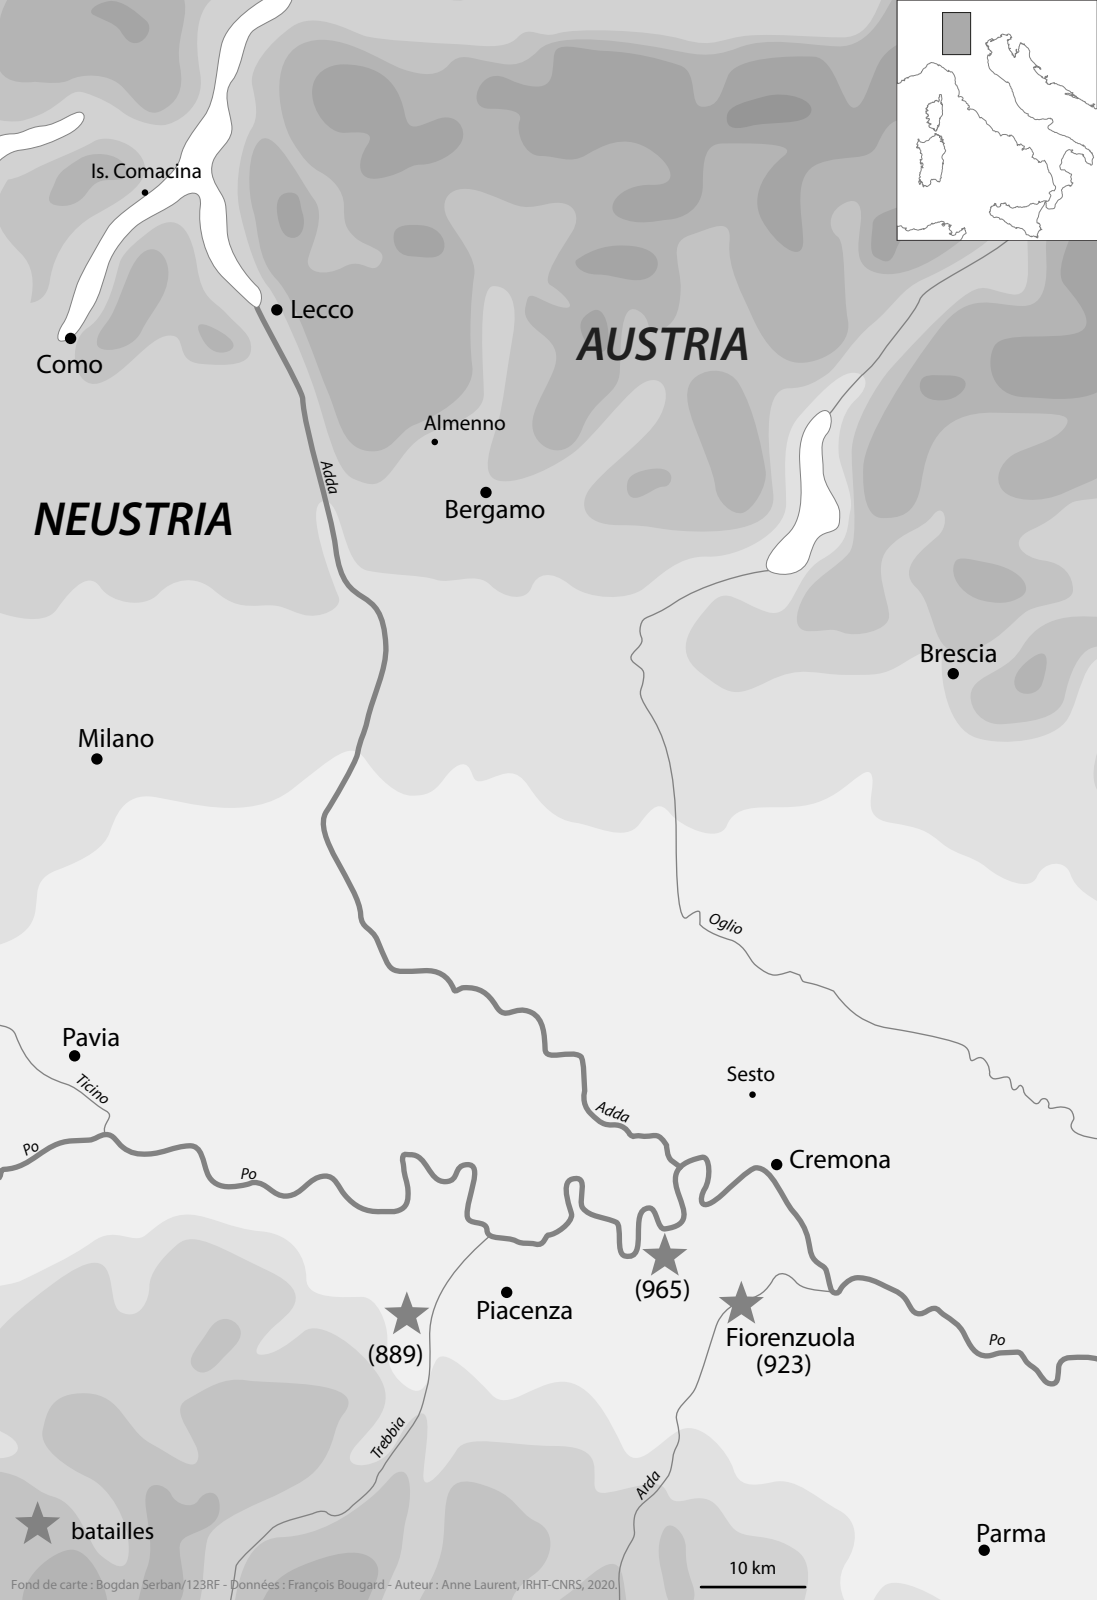 Is. Comacina
Lecco
Como
AUSTRIA
Almenno
Adda
Bergamo
NEUSTRIA
Brescia
Milano
Oglio
Pavia
Ticino
Sesto
Adda
Po
Po
Cremona
(965)
Piacenza
Fiorenzuola
(923)
(889)
Po
Trebbia
Arda
batailles
Parma
10 km
Fond de carte : Bogdan Serban/123RF - Données : François Bougard - Auteur : Anne Laurent, IRHT-CNRS, 2020.